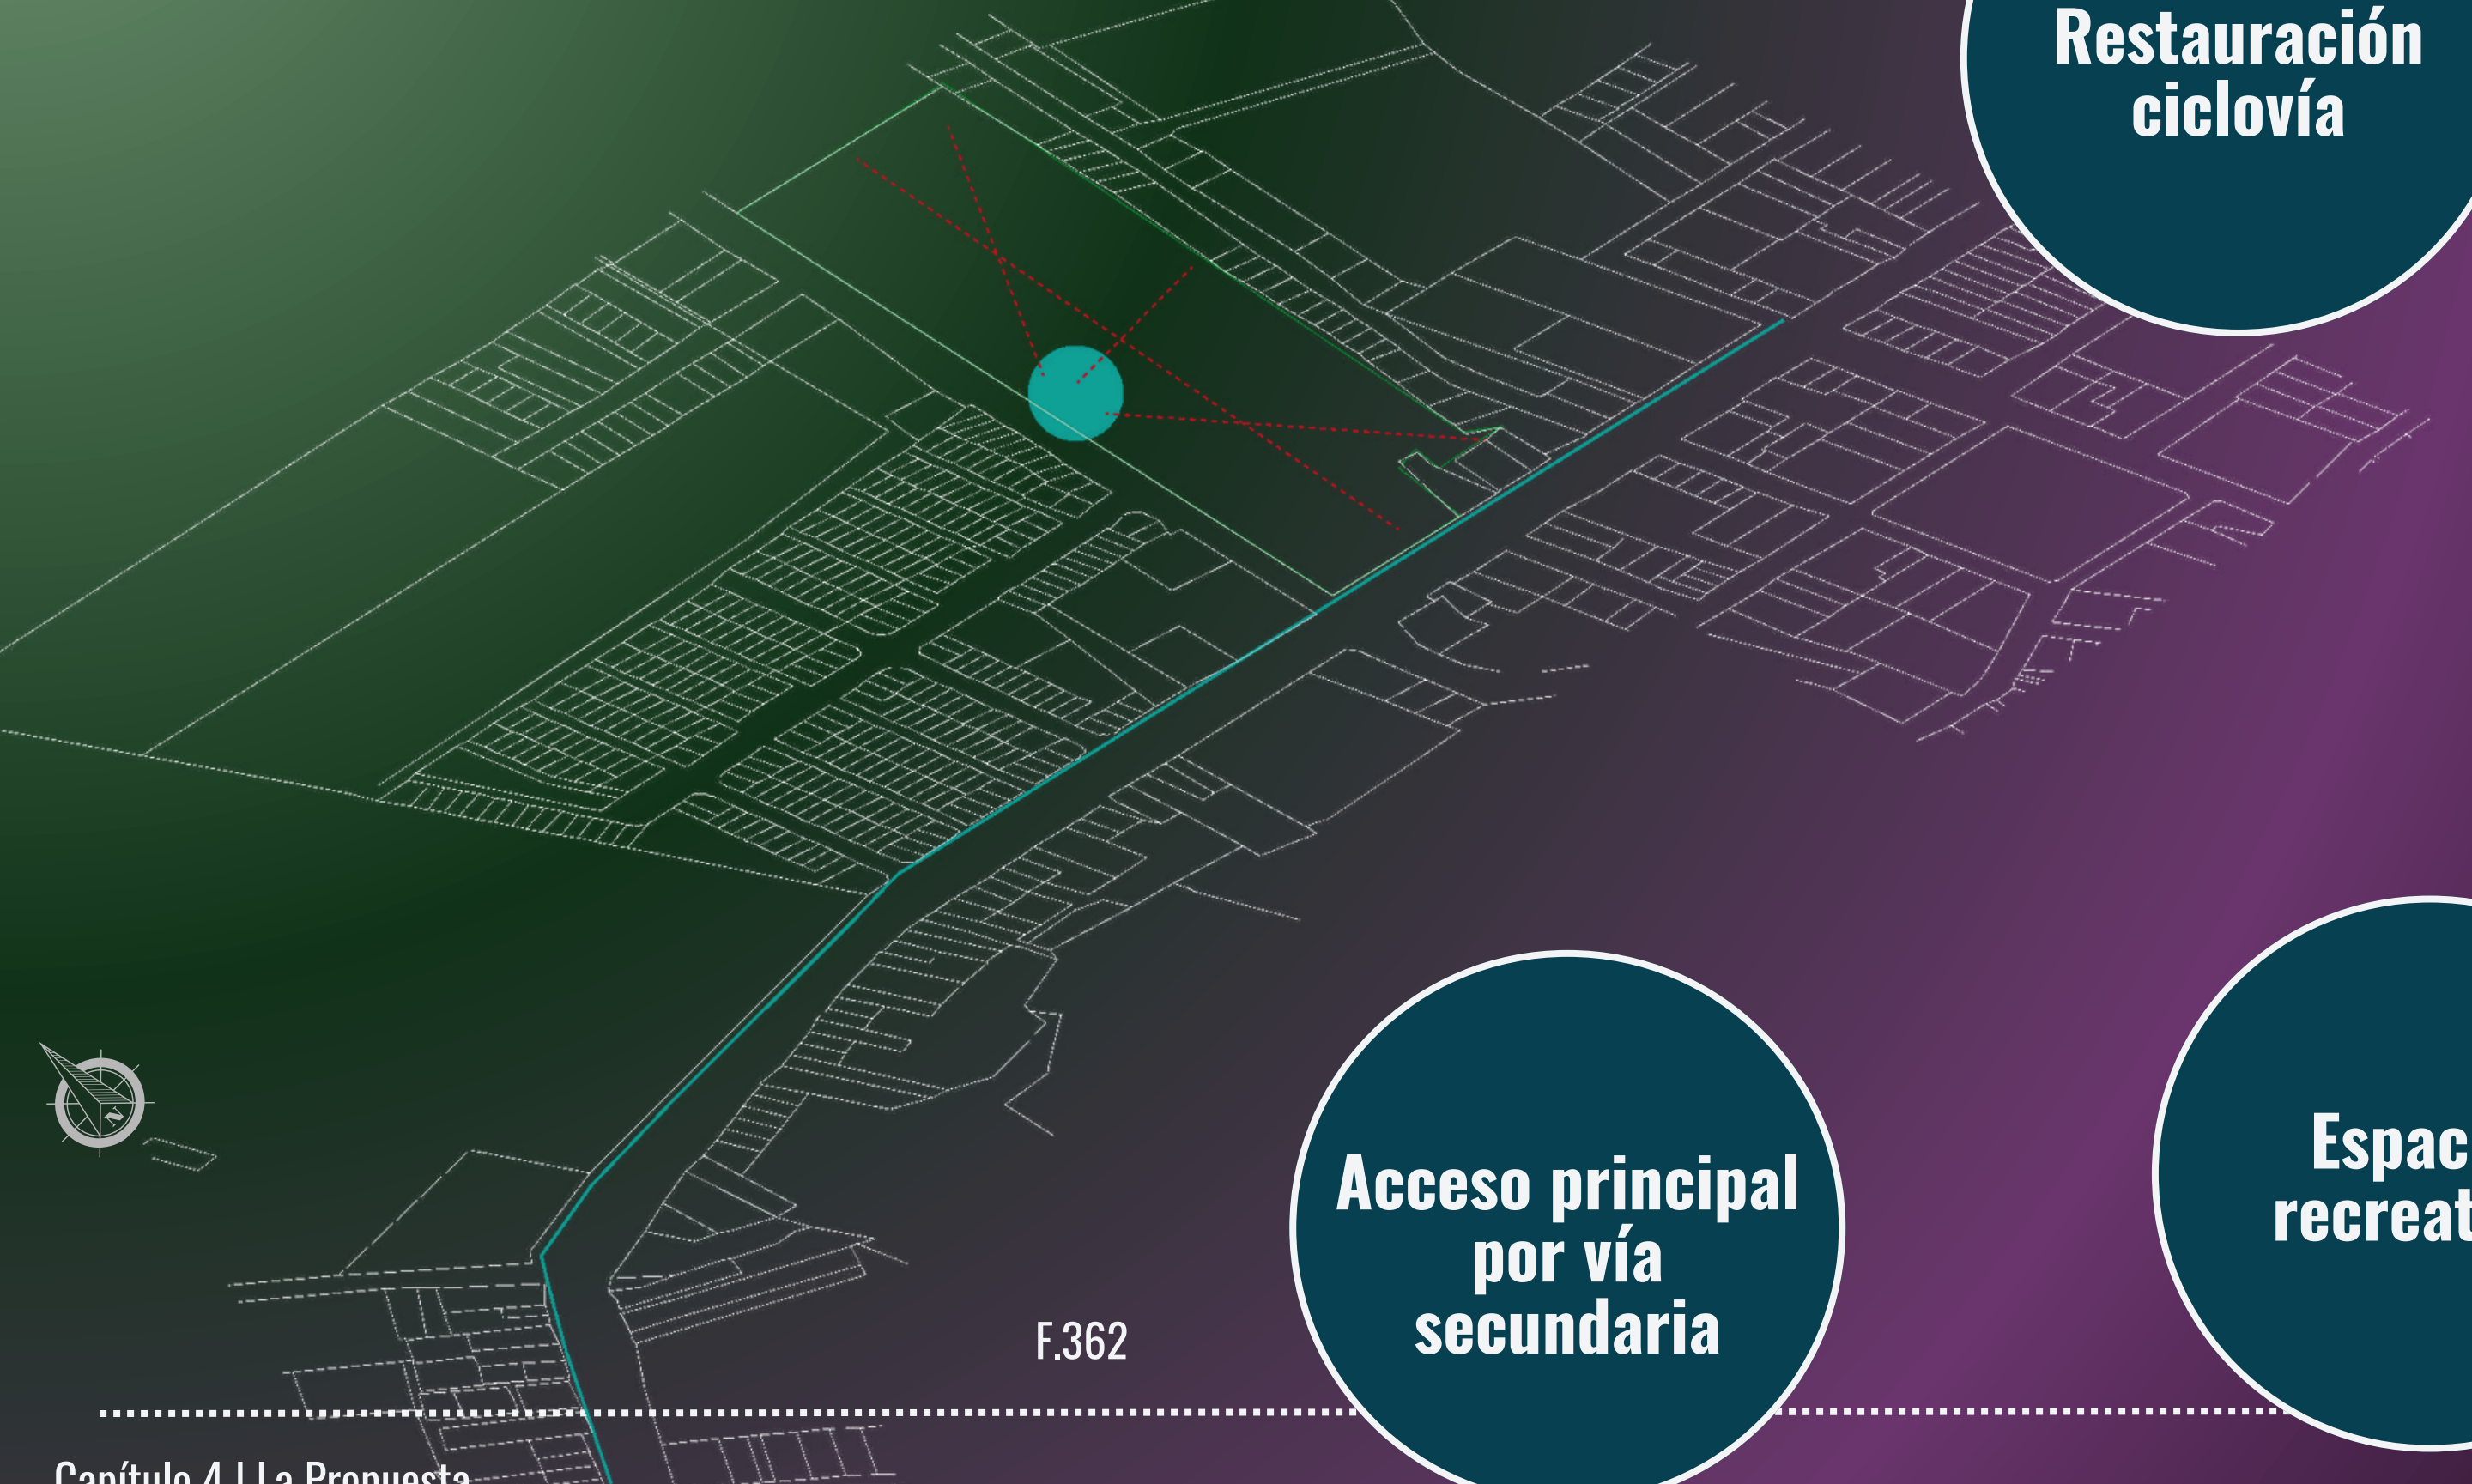 Restauración
ciclovía
Espac
recreat
Acceso principal
por vía
secundaria
F.362
N
Capítulo 4 | La Propuesta